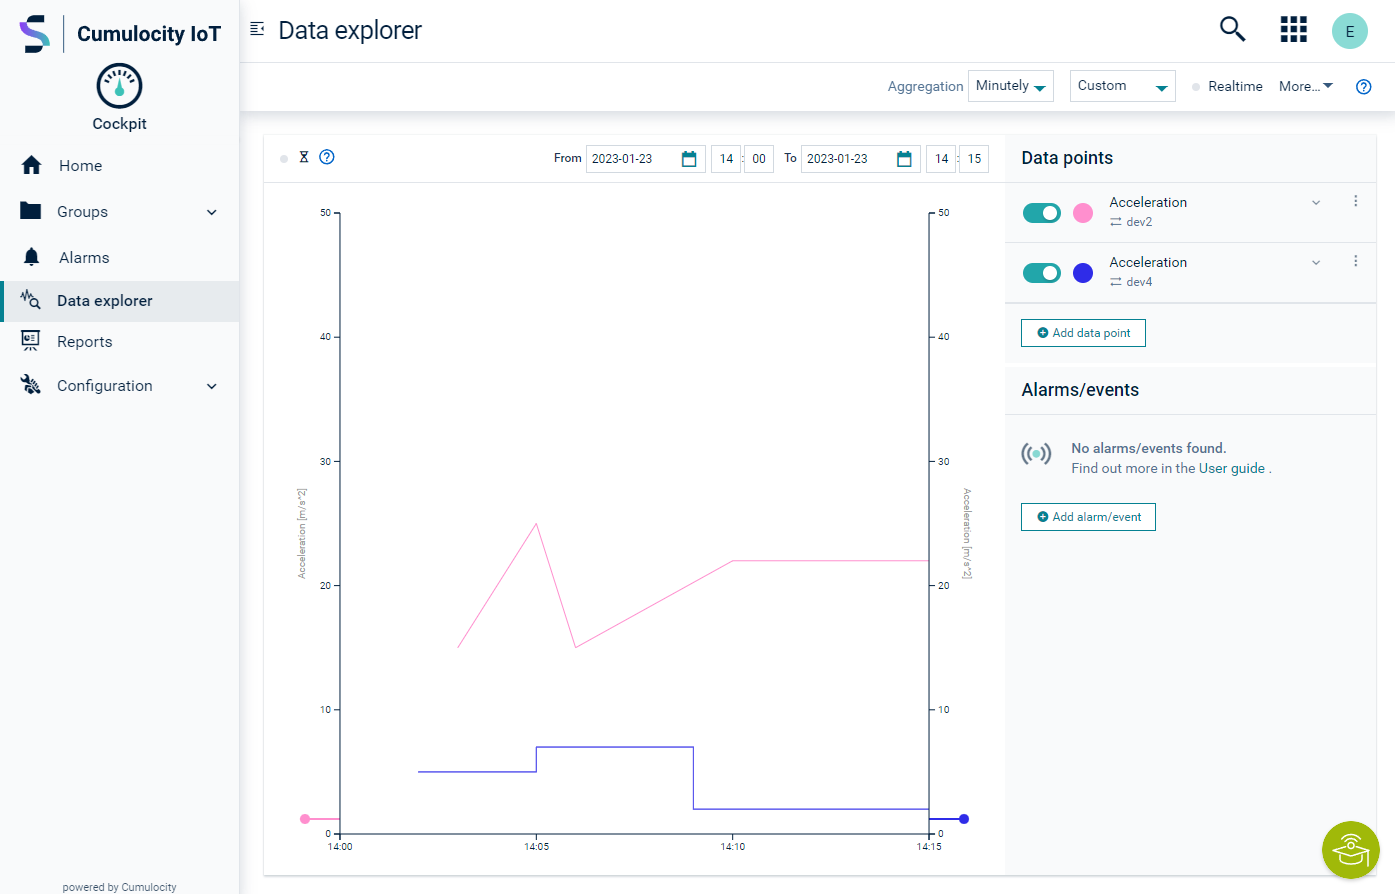 Cumulocity IoT
Cockpit
Home
Groups
Alarms
Data explorer
Reports
Configuration
powered by Cumulocity
Data explorer
E
Aggregation Minutely Custom Realtime More...
From 2023-01-23 14 : 00 To 2023-01-23 14 : 15
50 50
40 40
30 30
Acceleration [m/s^2] Acceleration [m/s^2]
20 20
10 10
0 0
14:00 14:05 14:10 14:15
Data points
Acceleration
dev2
Acceleration
dev4
Add data point
Alarms/events
No alarms/events found.
Find out more in the User guide .
Add alarm/event